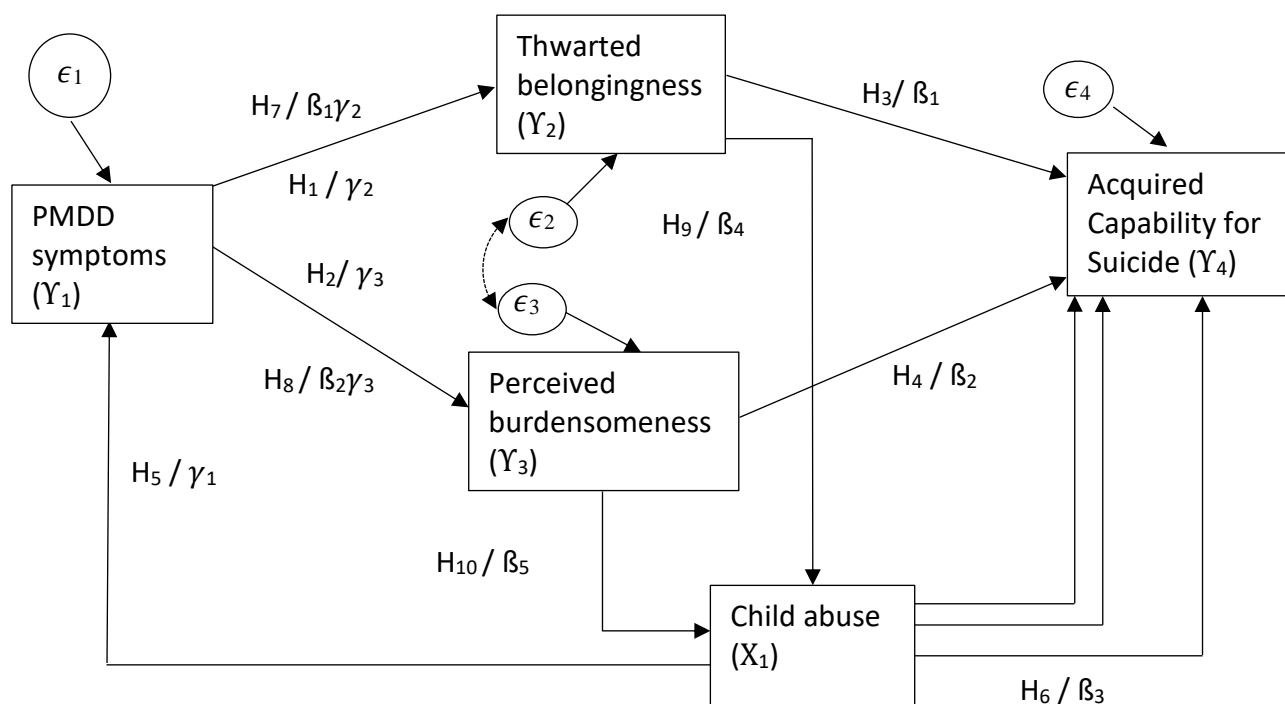 ϵ1
Thwarted
belongingness
(ϒ2)
H7 / ß1γ2
H3/ ß1
ϵ4
H1 / γ2
PMDD
symptoms
(ϒ1)
ϵ2
H9 / ß4
Acquired
Capability for
Suicide (ϒ4)
H2/ γ3
ϵ3
H8 / ß2γ3
Perceived
burdensomeness
(ϒ3)
H4 / ß2
H5 / γ1
H10 / ß5
Child abuse
(X1)
H6 / ß3